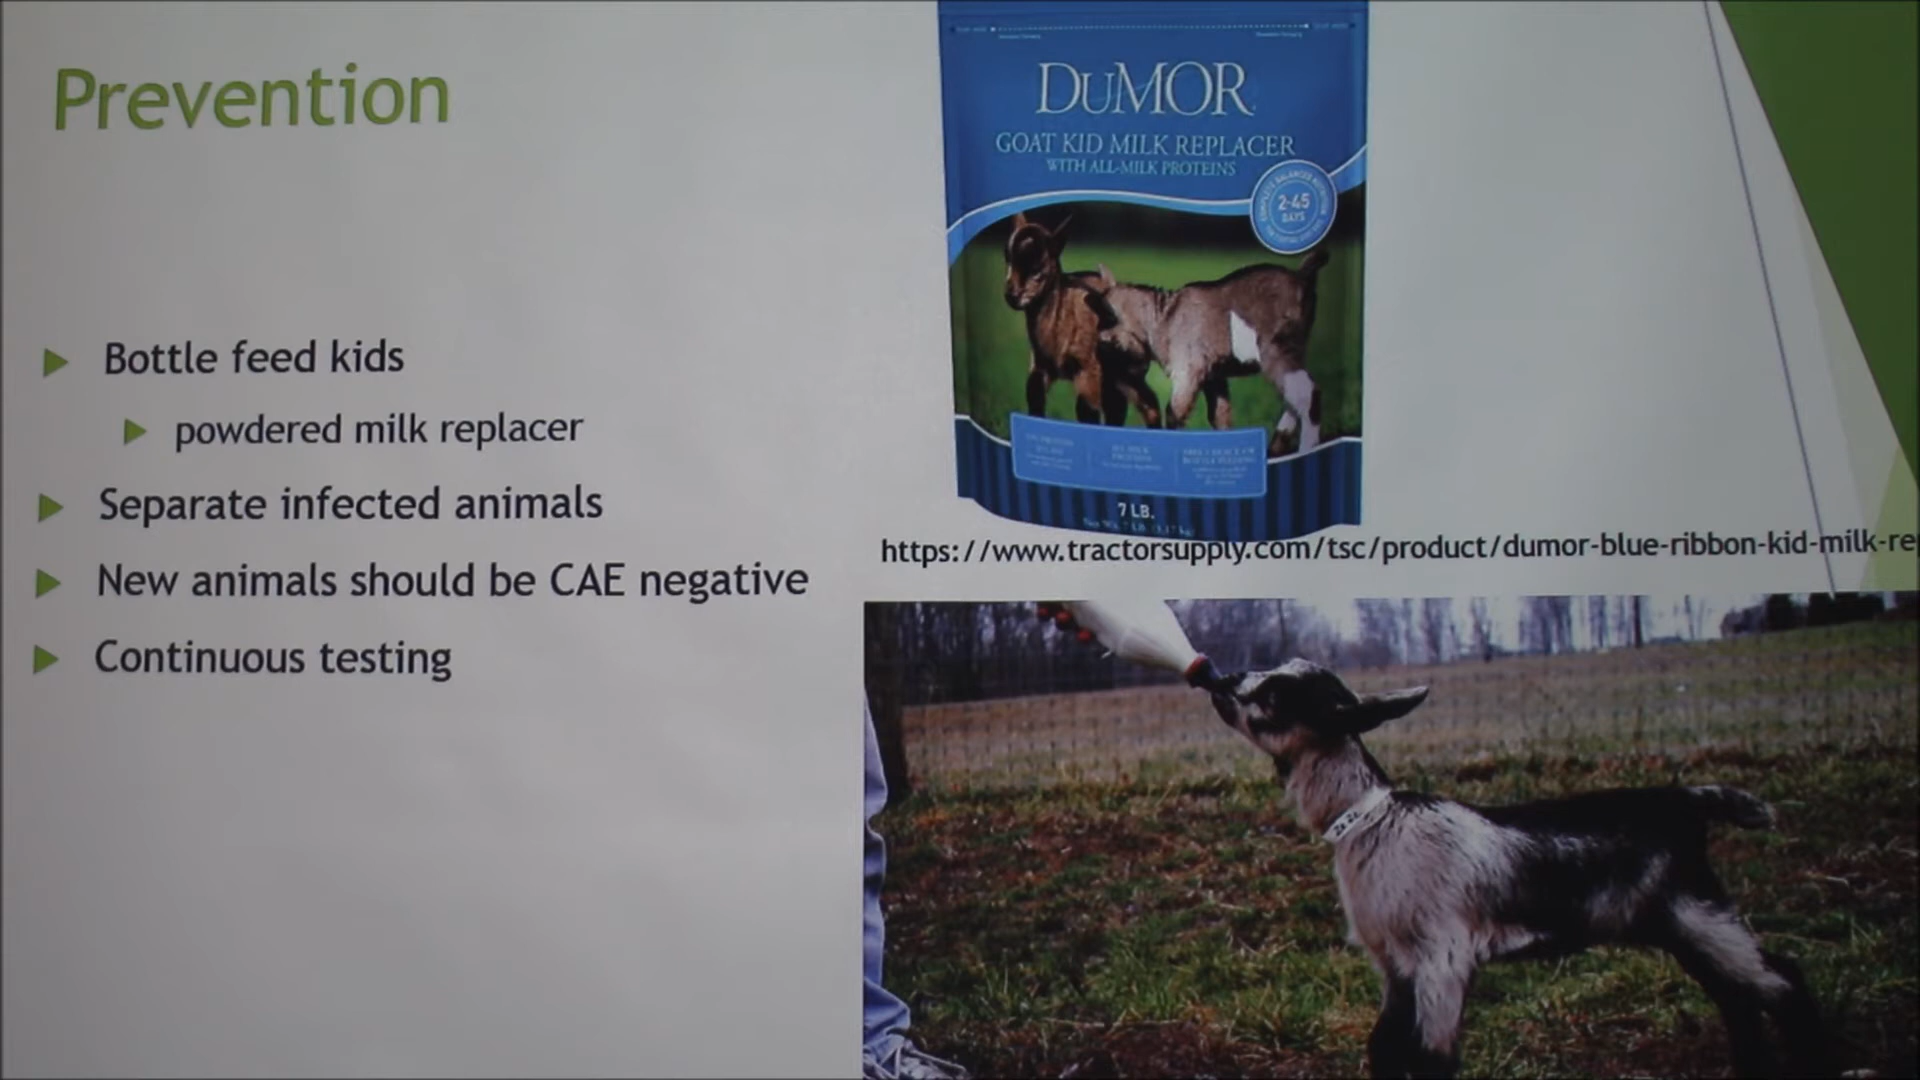 Prevention
Bottle feed kids
powdered milk replacer
Separate infected animals
New animals should be CAE negative
Continuous testing
DuMOR
GOAT KID MILK REPLACER
WITH ALL-MILK PROTEINS
2-45
DAYS
7 LB.
https://www.tractorsupply.com/tsc/product/dumor-blue-ribbon-kid-milk-re